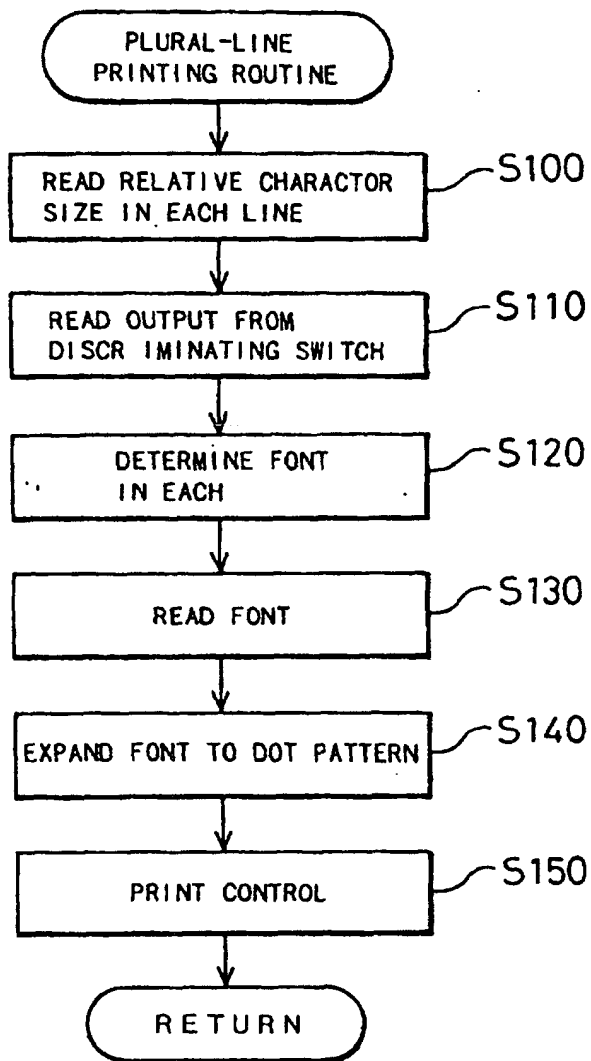 PLURAL-LINE
PRINTING ROUTINE
READ RELATIVE CHARACTOR
SIZE IN EACH LINE
S100
READ OUTPUT FROM
DISCR IMINATING SWITCH
S110
DETERMINE FONT
IN EACH
S120
READ FONT
S130
EXPAND FONT TO DOT PATTERN
S140
PRINT CONTROL
S150
RETURN